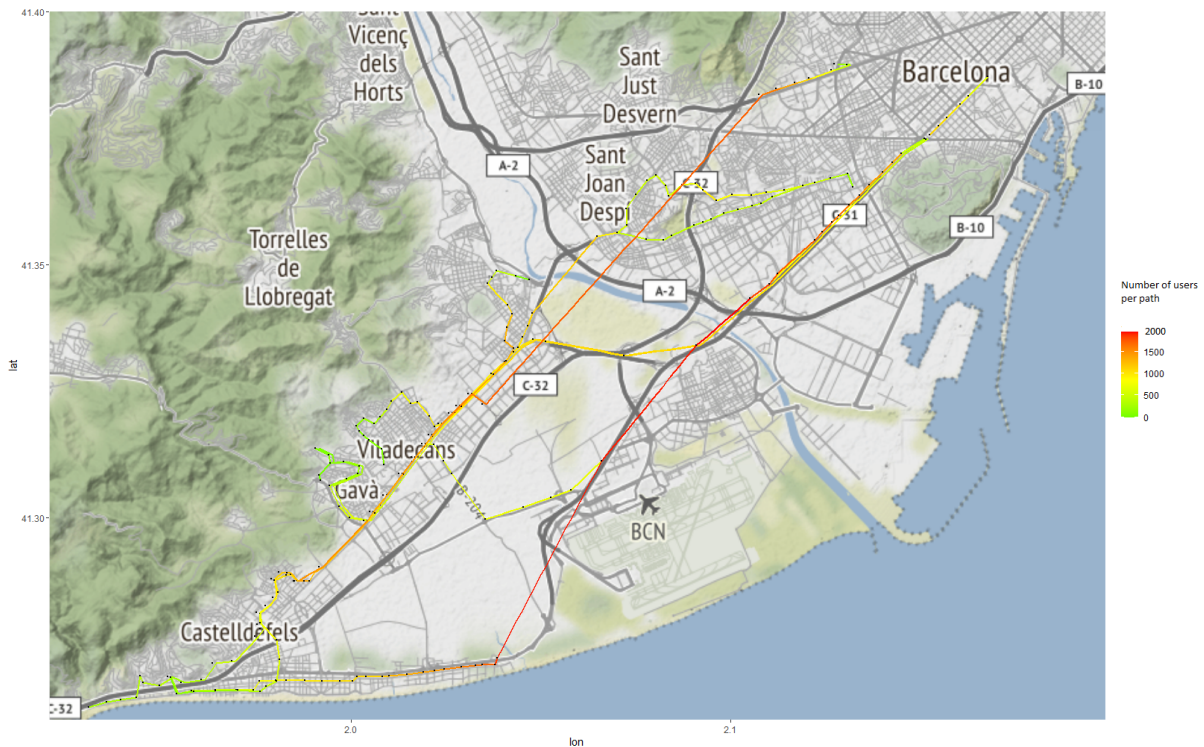 41.40
Sant
Vicenç
dels
Horts
Sant
Just
Desvern
Barcelona
B-10
A-2
Sant
Joan
Despí
C-32
G-31
B-10
Torrelles
de
Llobregat
41.35
A-2
Number of users
per path
2000
1500
1000
500
0
lat
C-32
Viladecans
Gavà
B-204
41.30
BCN
Castelldefels
C-32
2.0
2.1
lon